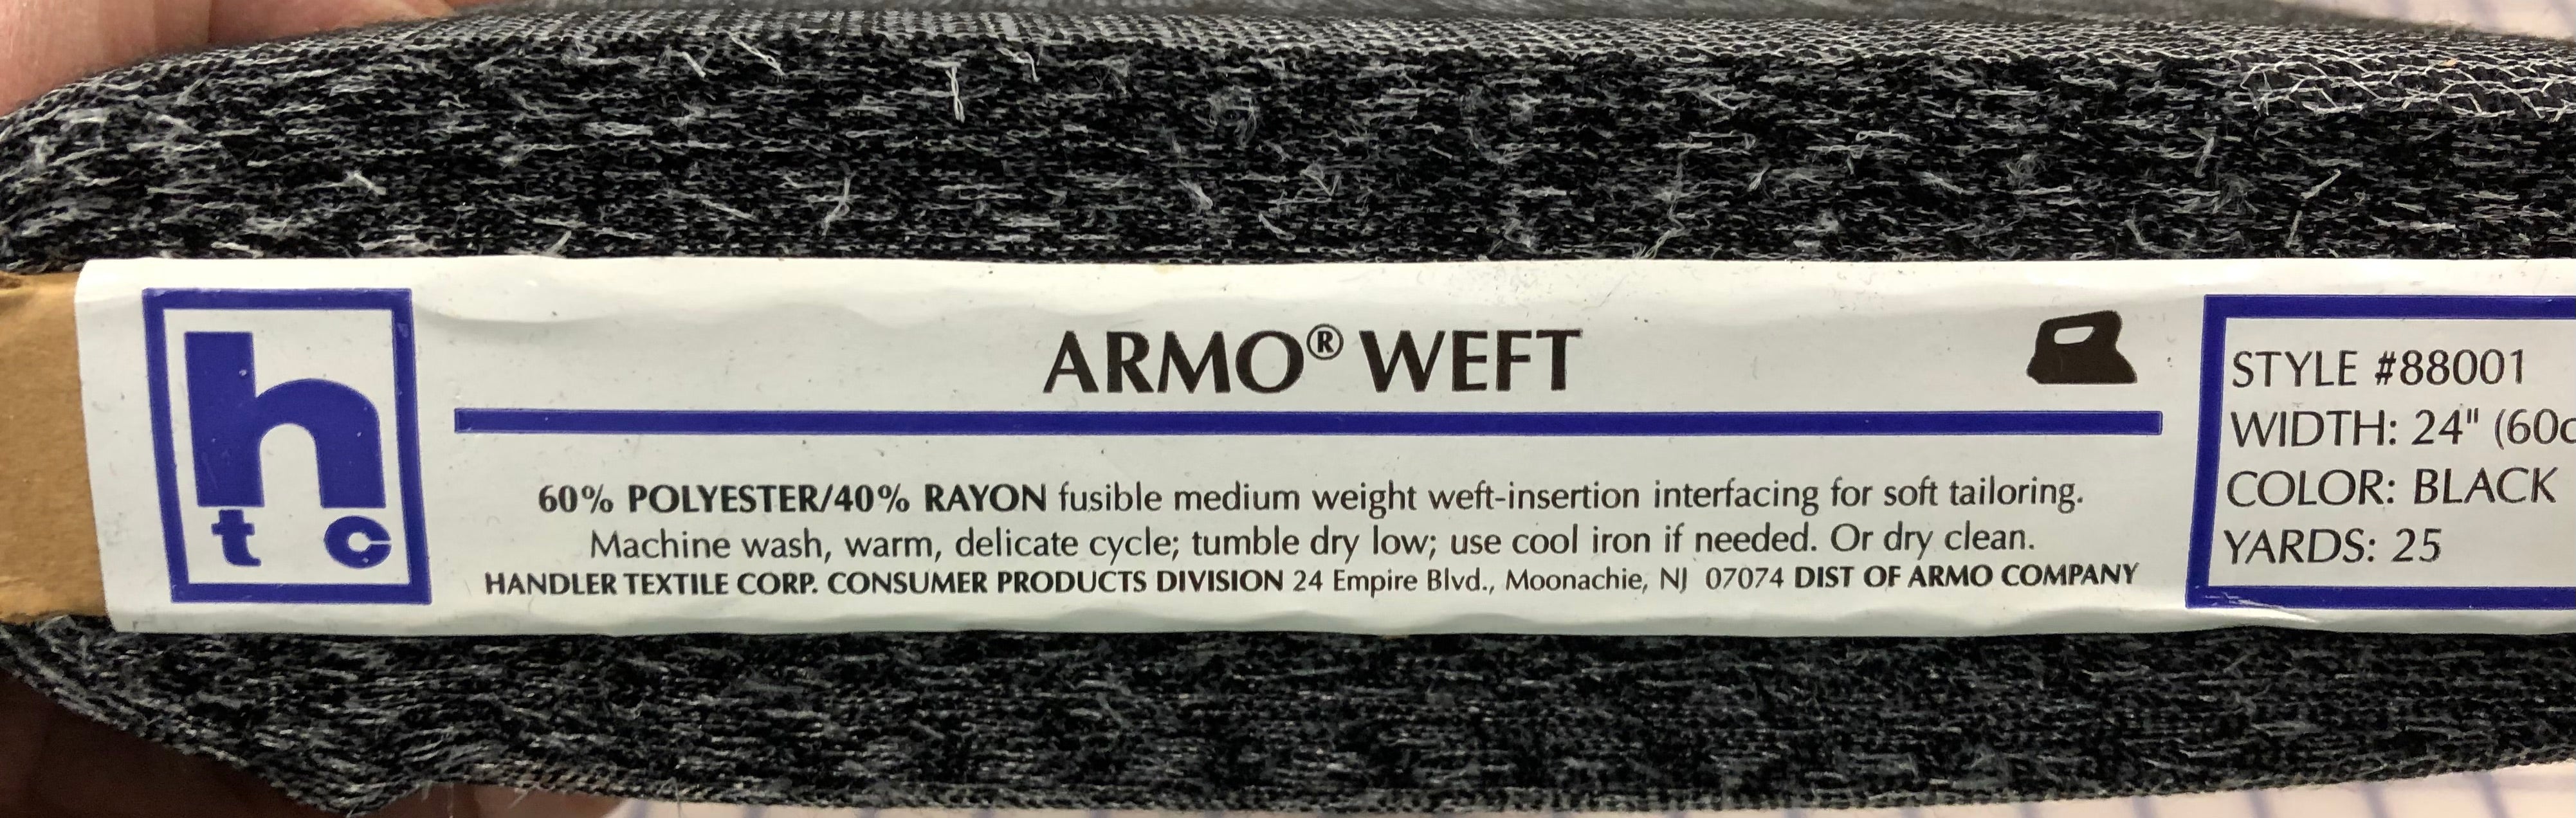 h
t c
ARMO® WEFT
60% POLYESTER/40% RAYON fusible medium weight weft-insertion interfacing for soft tailoring.
Machine wash, warm, delicate cycle; tumble dry low; use cool iron if needed. Or dry clean.
HANDLER TEXTILE CORP. CONSUMER PRODUCTS DIVISION 24 Empire Blvd., Moonachie, NJ 07074 DIST OF ARMO COMPANY
STYLE #88001
WIDTH: 24" (60c
COLOR: BLACK
YARDS: 25